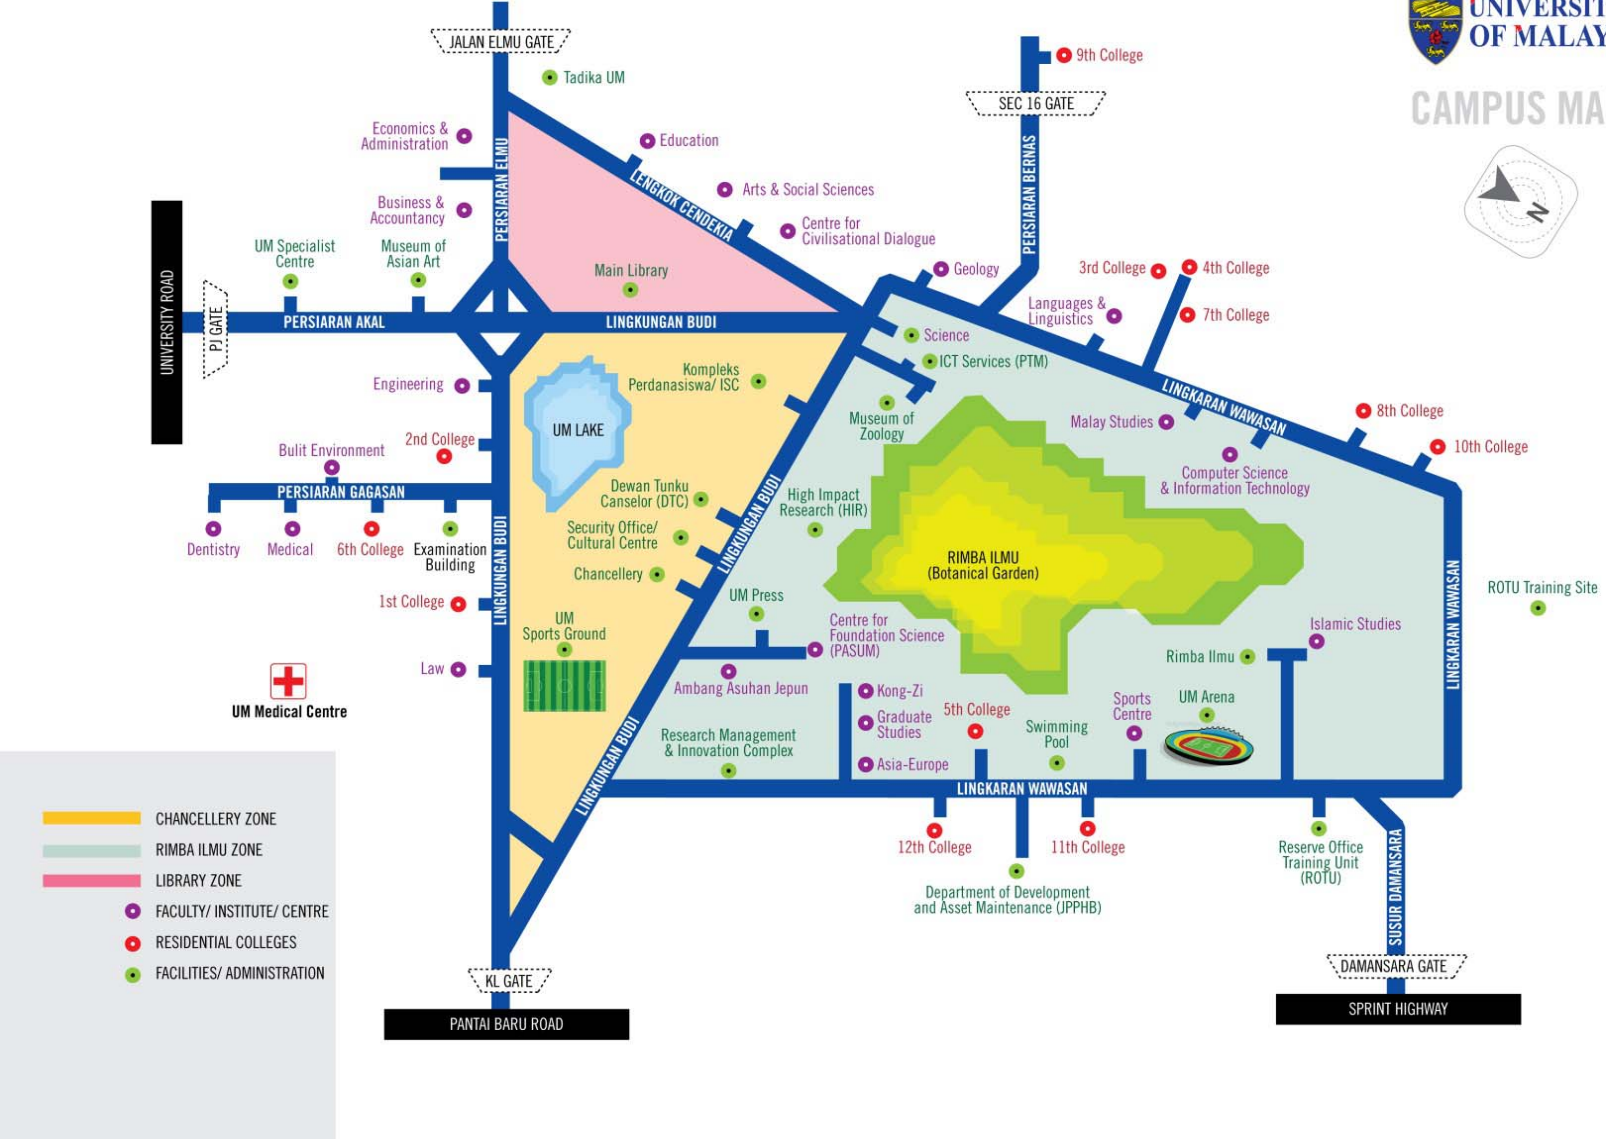 UNIVERSIT
OF MALAY
CAMPUS MA
N
JALAN ELMU GATE
Tadika UM
9th College
SEC 16 GATE
Economics &
Administration
PERSIARAN ELMU
Education
LENGKOK CENDEKIA
Arts & Social Sciences
PERSIARAN BERNAS
Business &
Accountancy
Centre for
Civilisational Dialogue
UM Specialist
Centre
Museum of
Asian Art
Main Library
Geology
3rd College
4th College
UNIVERSITY ROAD
PJ GATE
PERSIARAN AKAL
LINGKUNGAN BUDI
Languages &
Linguistics
7th College
Science
ICT Services (PTM)
Engineering
Kompleks
Perdanasiswa/ ISC
LINGKARAN WAWASAN
Museum of
Zoology
Malay Studies
8th College
2nd College
UM LAKE
10th College
Bulit Environment
PERSIARAN GAGASAN
Computer Science
& Information Technology
Dewan Tunku
Canselor (DTC)
High Impact
Research (HIR)
LINGKUNGAN BUDI
Security Office/
Cultural Centre
Dentistry
Medical
6th College
Examination
Building
LINGKUNGAN BUDI
RIMBA ILMU
(Botanical Garden)
Chancellery
LINGKARAN WAWASAN
ROTU Training Site
1st College
UM Press
UM
Sports Ground
Centre for
Foundation Science
(PASUM)
Islamic Studies
Rimba Ilmu
Law
Ambang Asuhan Jepun
Kong-Zi
UM Medical Centre
Graduate
Studies
5th College
Sports
Centre
UM Arena
Swimming
Pool
Research Management
& Innovation Complex
Asia-Europe
LINGKUNGAN BUDI
LINGKARAN WAWASAN
12th College
11th College
Reserve Office
Training Unit
(ROTU)
Department of Development
and Asset Maintenance (JPPHB)
SUSUR DAMANSARA
CHANCELLERY ZONE
RIMBA ILMU ZONE
LIBRARY ZONE
FACULTY/ INSTITUTE/ CENTRE
RESIDENTIAL COLLEGES
FACILITIES/ ADMINISTRATION
KL GATE
PANTAI BARU ROAD
DAMANSARA GATE
SPRINT HIGHWAY